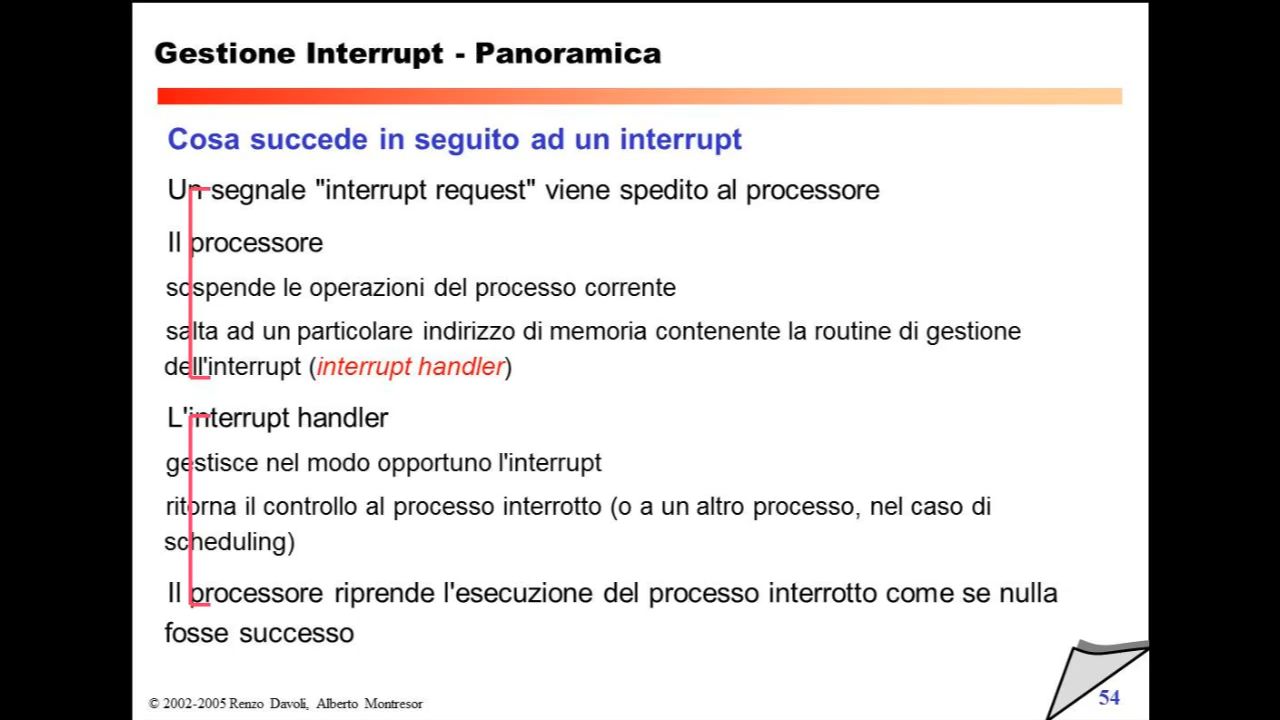 Gestione Interrupt - Panoramica
Cosa succede in seguito ad un interrupt
Un segnale "interrupt request" viene spedito al processore
Il processore
sospende le operazioni del processo corrente
salta ad un particolare indirizzo di memoria contenente la routine di gestione
dell'interrupt (interrupt handler)
L'interrupt handler
gestisce nel modo opportuno l'interrupt
ritorna il controllo al processo interrotto (o a un altro processo, nel caso di
scheduling)
Il processore riprende l'esecuzione del processo interrotto come se nulla
fosse successo
© 2002-2005 Renzo Davoli, Alberto Montresor
54